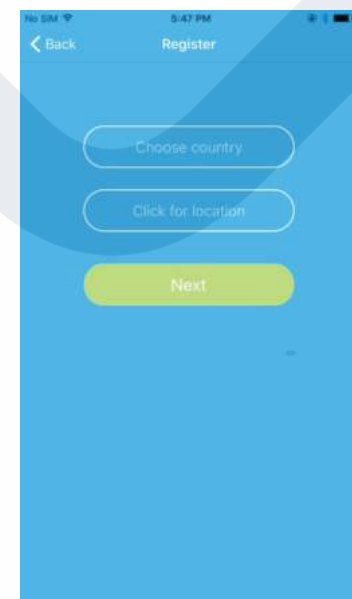 No SIM 5:47 PM
Back Register
Choose country
Click for location
Next